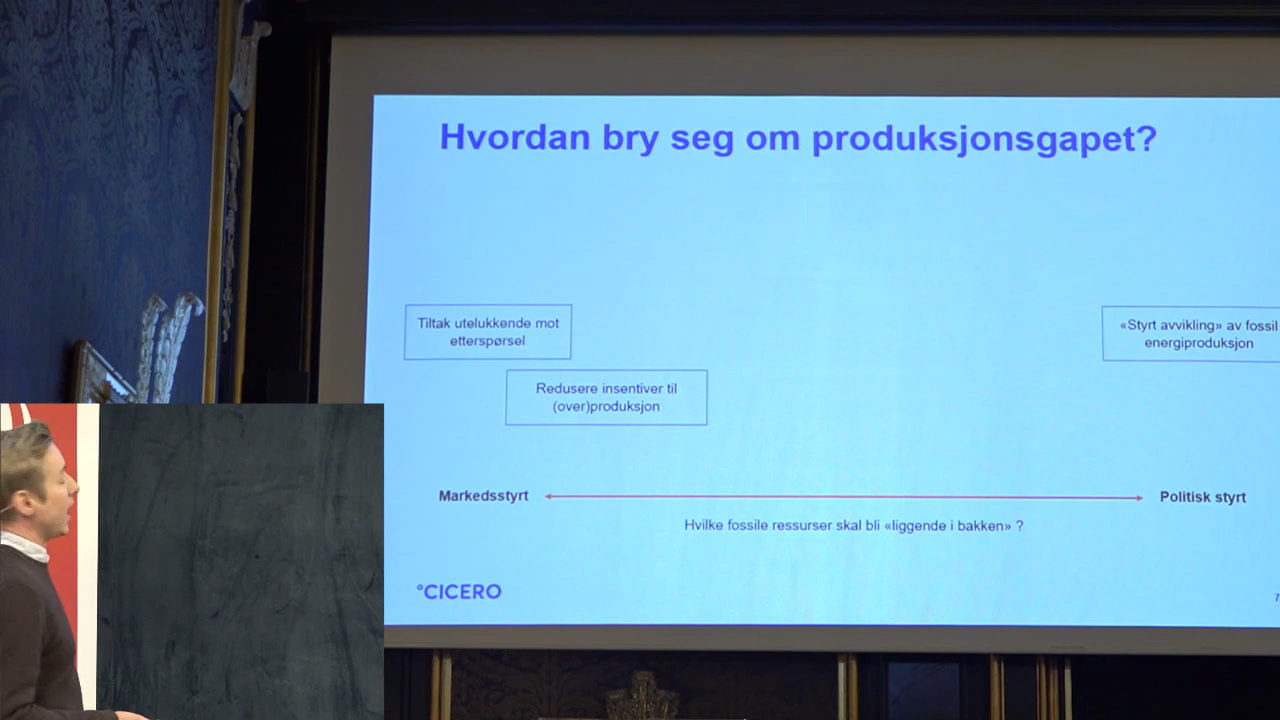 Hvordan bry seg om produksjonsgapet?
Tiltak utelukkende mot
etterspørsel
«Styrt avvikling» av fossil
energiproduksjon
Redusere insentiver til
(over)produksjon
Markedsstyrt
Politisk styrt
Hvilke fossile ressurser skal bli «liggende i bakken» ?
°CICERO
7